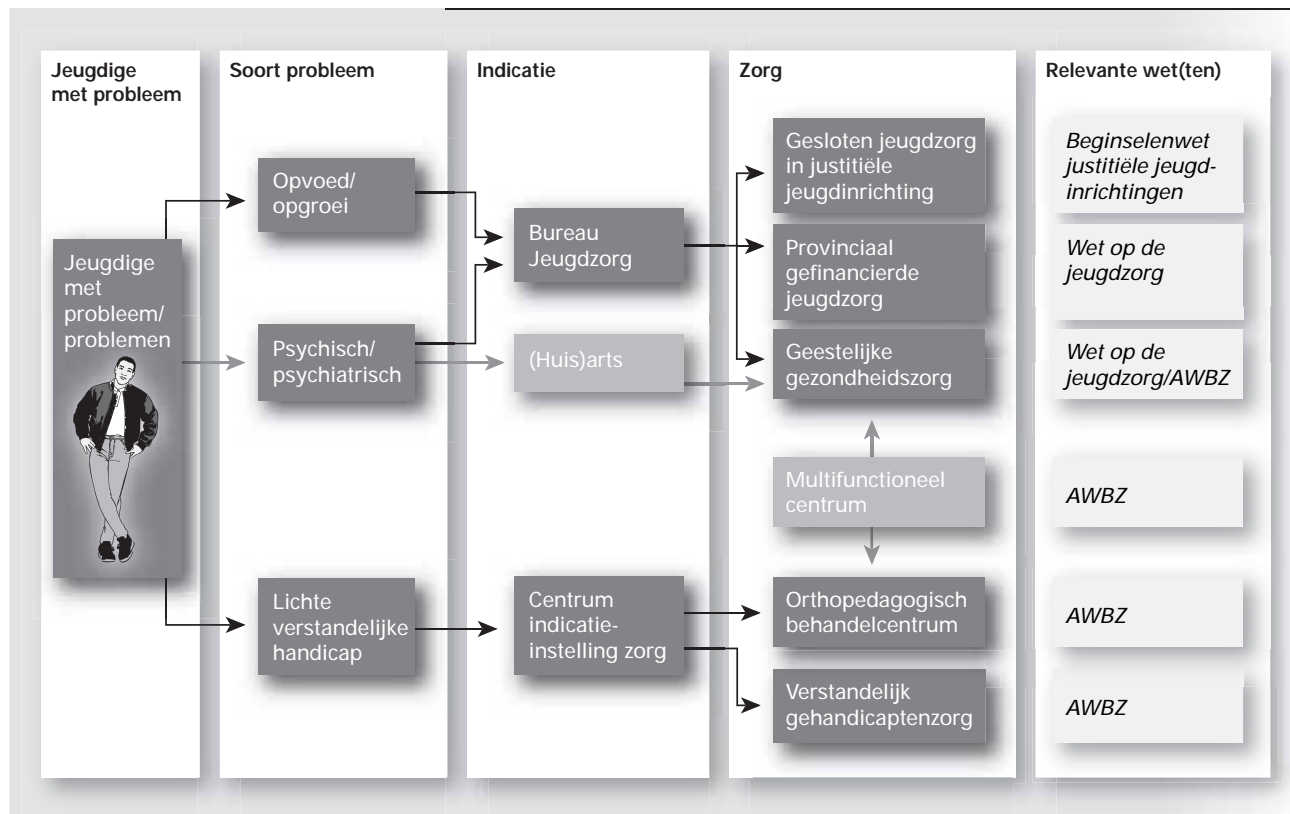 Jeugdige
met probleem
Soort probleem
Indicatie
Zorg
Relevante wet(ten)
Jeugdige
met
probleem/
problemen
Opvoed/
opgroei
Psychisch/
psychiatrisch
Lichte
verstandelijke
handicap
Bureau
Jeugdzorg
(Huis)arts
Centrum
indicatie-
instelling zorg
Gesloten jeugdzorg
in justitiële
jeugdinrichting
Provinciaal
gefinancierde
jeugdzorg
Geestelijke
gezondheidszorg
Multifunctioneel
centrum
Orthopedagogisch
behandelcentrum
Verstandelijk
gehandicaptenzorg
Beginselenwet
justitiële jeugd-
inrichtingen
Wet op de
jeugdzorg
Wet op de
jeugdzorg/AWBZ
AWBZ
AWBZ
AWBZ